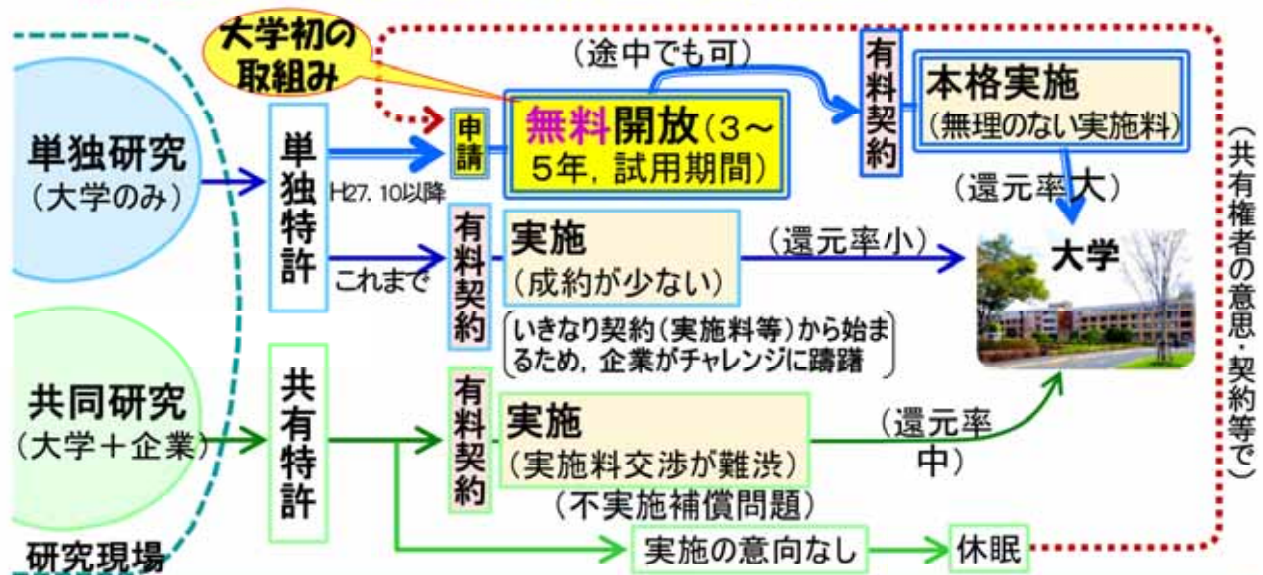 大学初の
取組み
(途中でも可)
有料契約
本格実施
(無理のない実施料)
申請
無料開放(3〜
5年, 試用期間)
単独研究
(大学のみ)
単独特許
H27.10以降
(還元率大)
これまで
有料契約
実施
(成約が少ない)
(還元率小)
大学
いきなり契約(実施料等)から始ま
るため, 企業がチャレンジに躊躇
(共有権者の意思・契約等で)
共同研究
(大学+企業)
共有特許
有料契約
実施
(実施料交渉が難渋)
(不実施補償問題)
(還元率
中)
実施の意向なし
休眠
研究現場